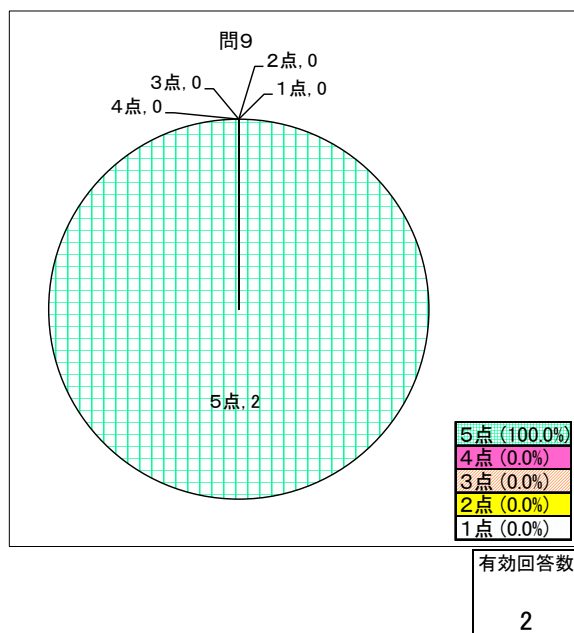 問9
2点, 0
3点, 0
1点, 0
4点, 0
5点, 2
5点 (100.0%)
4点 (0.0%)
3点 (0.0%)
2点 (0.0%)
1点 (0.0%)
有効回答数
2